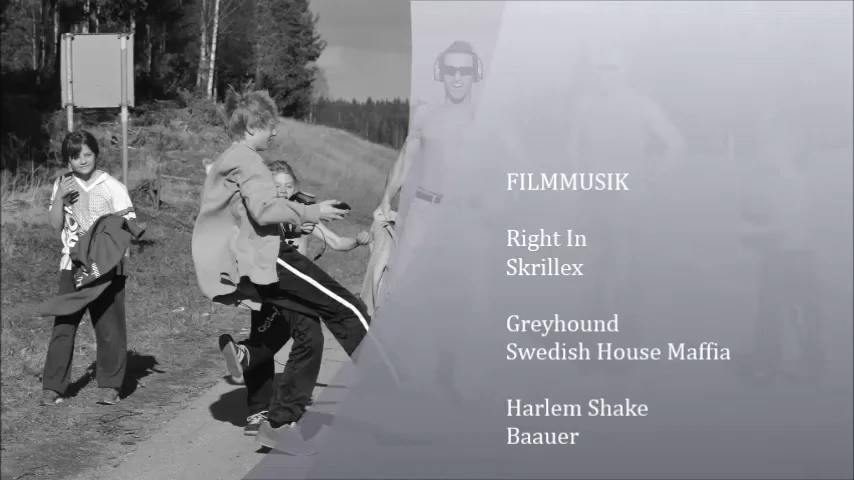 FILMMUSIK
Right In
Skrillex
Greyhound
Swedish House Maffia
Harlem Shake
Baauer